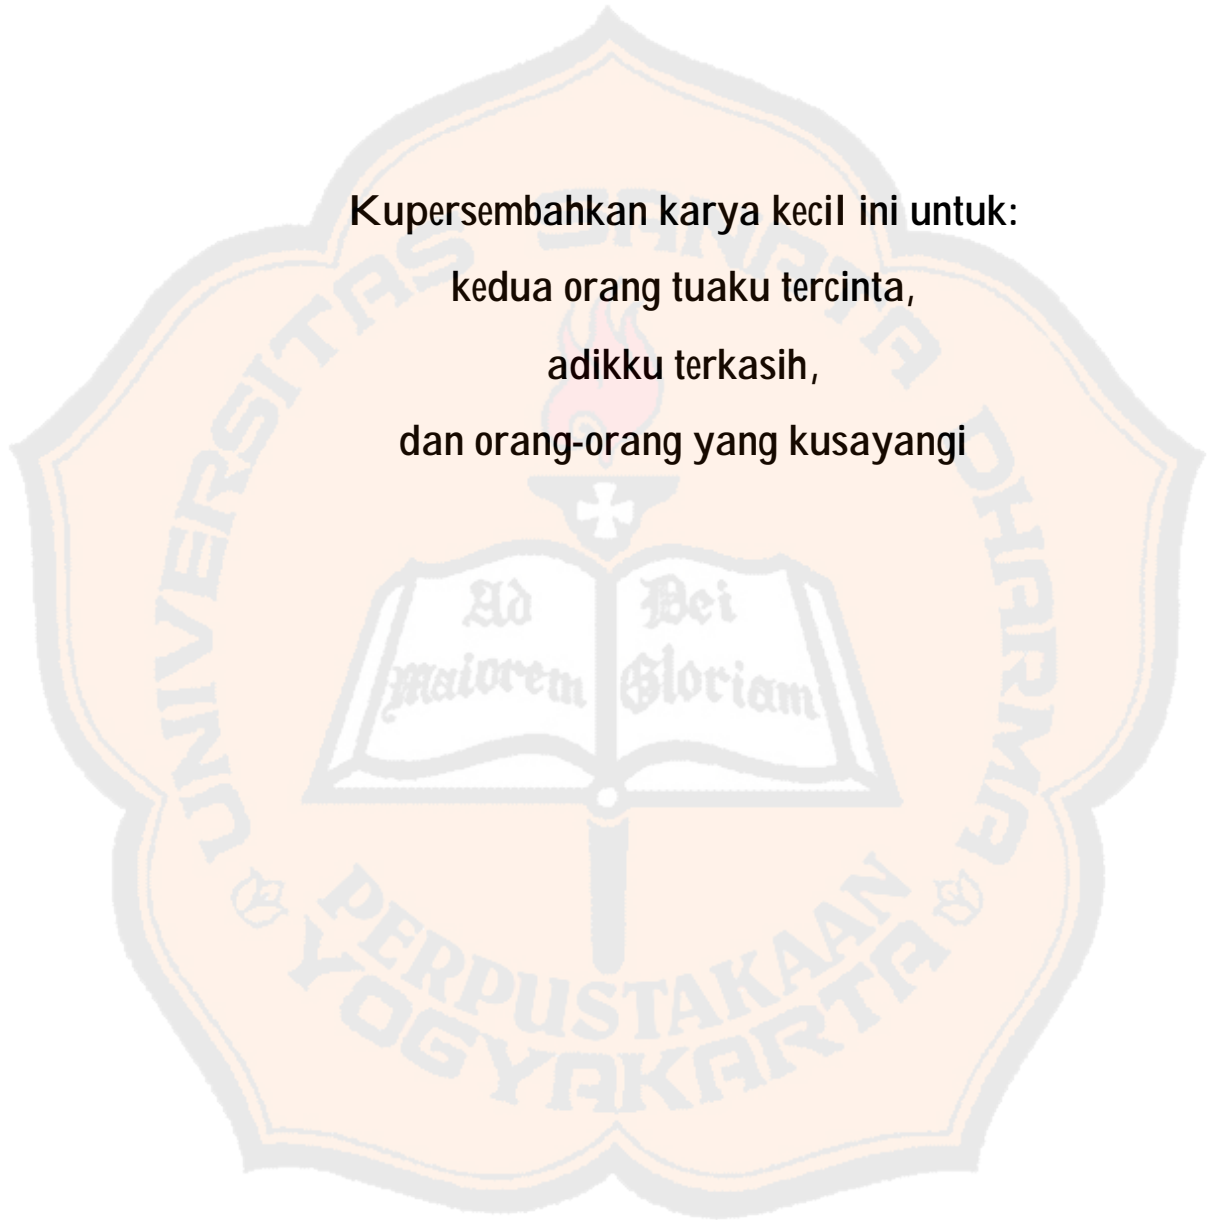 Kupersembahkan karya kecil ini untuk:
kedua orang tuaku tercinta,
adikku terkasih,
dan orang-orang yang kusayangi
UNIVERSITAS SANATA DHARMA
Ad Dei
Maiorem Gloriam
PERPUSTAKAAN
YOGYAKARTA